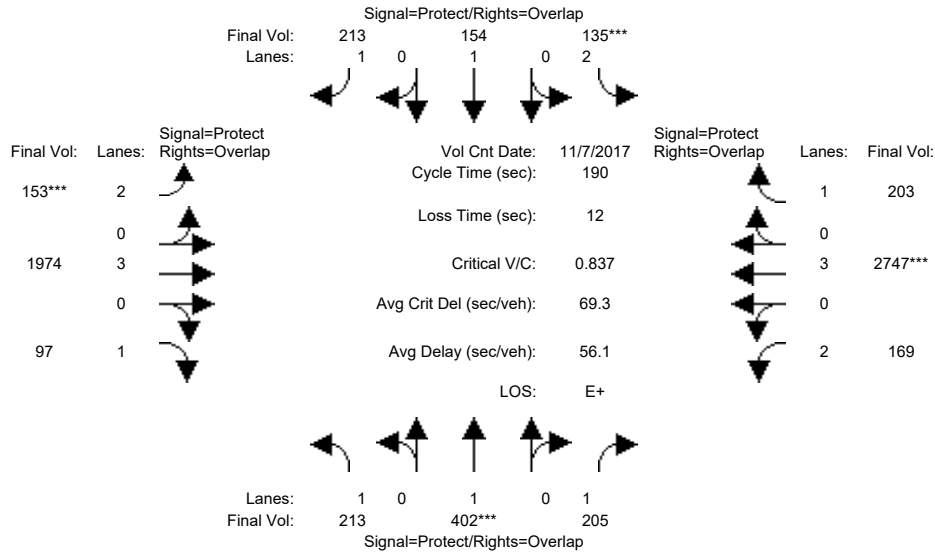 Signal=Protect/Rights=Overlap
Final Vol: 213 154 135***
Lanes: 1 0 1 0 2
Signal=Protect Signal=Protect
Final Vol: Lanes: Rights=Overlap Vol Cnt Date: 11/7/2017 Rights=Overlap Lanes: Final Vol:
Cycle Time (sec): 190
153*** 2 1 203
Loss Time (sec): 12
0 0
1974 3 Critical V/C: 0.837 3 2747***
0 Avg Crit Del (sec/veh): 69.3 0
97 1 Avg Delay (sec/veh): 56.1 2 169
LOS: E+
Lanes: 1 0 1 0 1
Final Vol: 213 402*** 205
Signal=Protect/Rights=Overlap